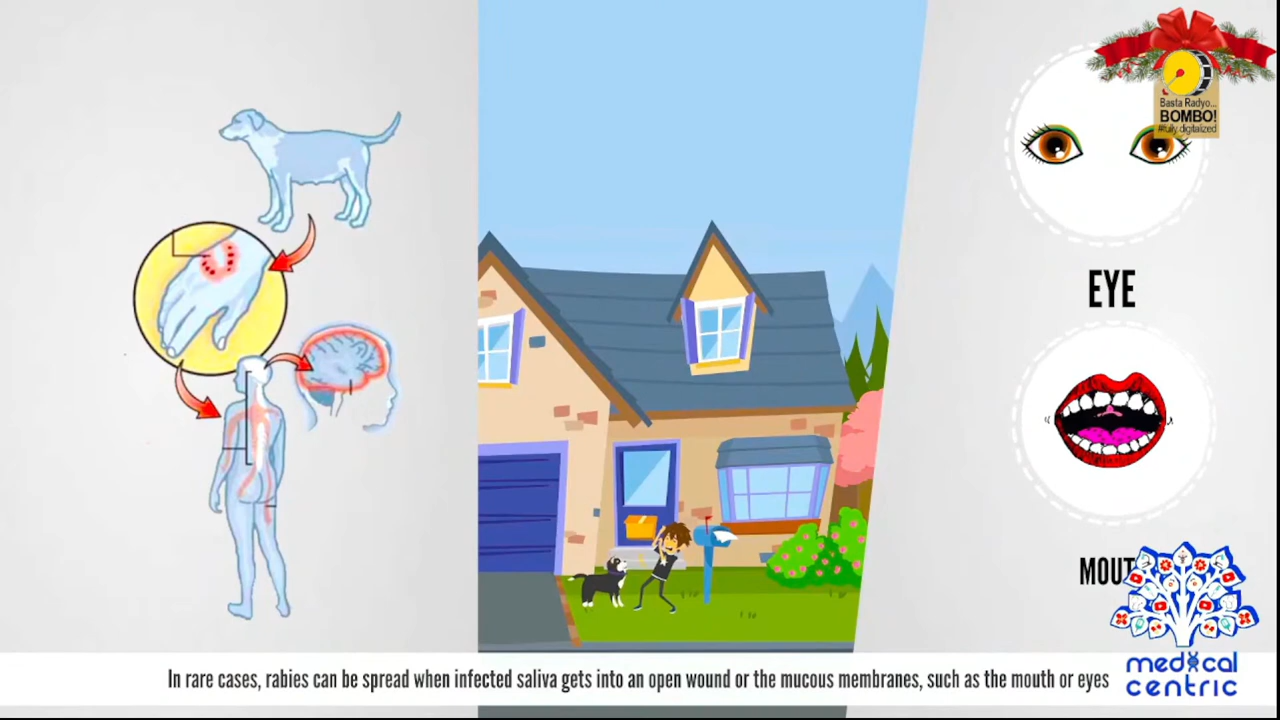 Basta Radyo...
BOMBO!
#fully digitalized
EYE
MOUT
In rare cases, rabies can be spread when infected saliva gets into an open wound or the mucous membranes, such as the mouth or eyes
medical
centric